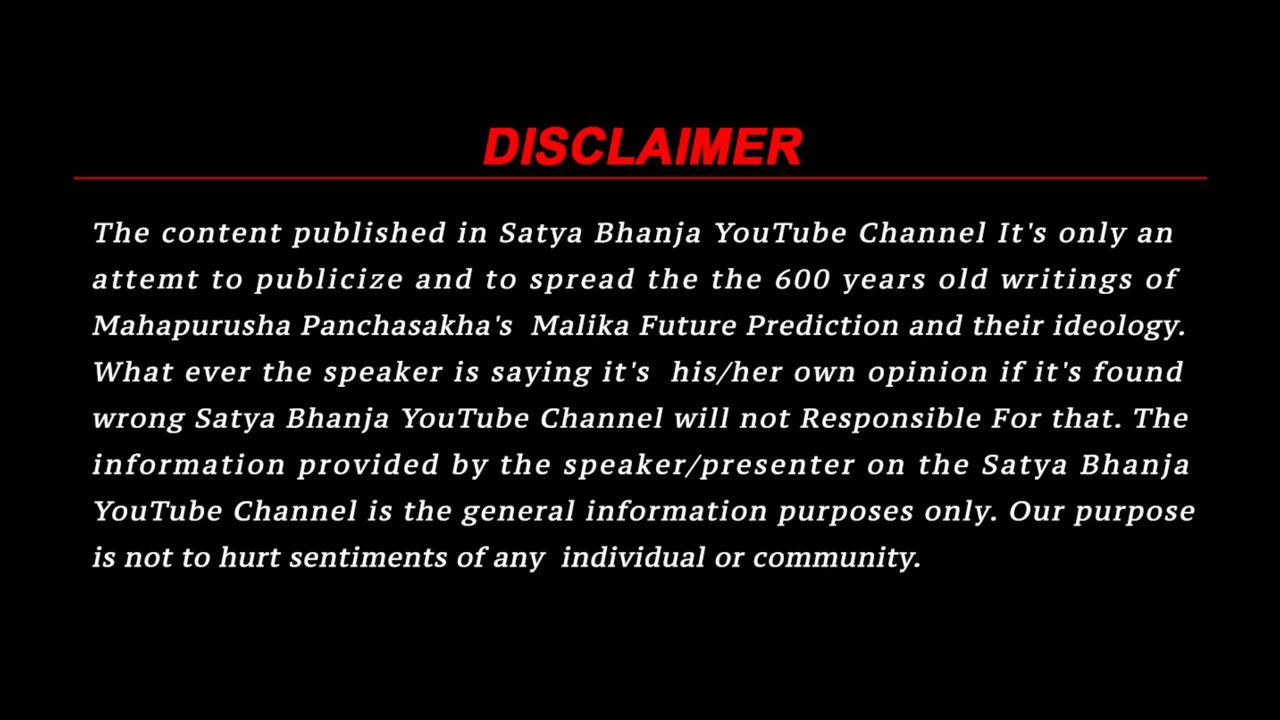 DISCLAIMER
The content published in Satya Bhanja YouTube Channel It's only an
attemt to publicize and to spread the the 600 years old writings of
Mahapurusha Panchasakha's Malika Future Prediction and their ideology.
What ever the speaker is saying it's his/her own opinion if it's found
wrong Satya Bhanja YouTube Channel will not Responsible For that. The
information provided by the speaker/presenter on the Satya Bhanja
YouTube Channel is the general information purposes only. Our purpose
is not to hurt sentiments of any individual or community.